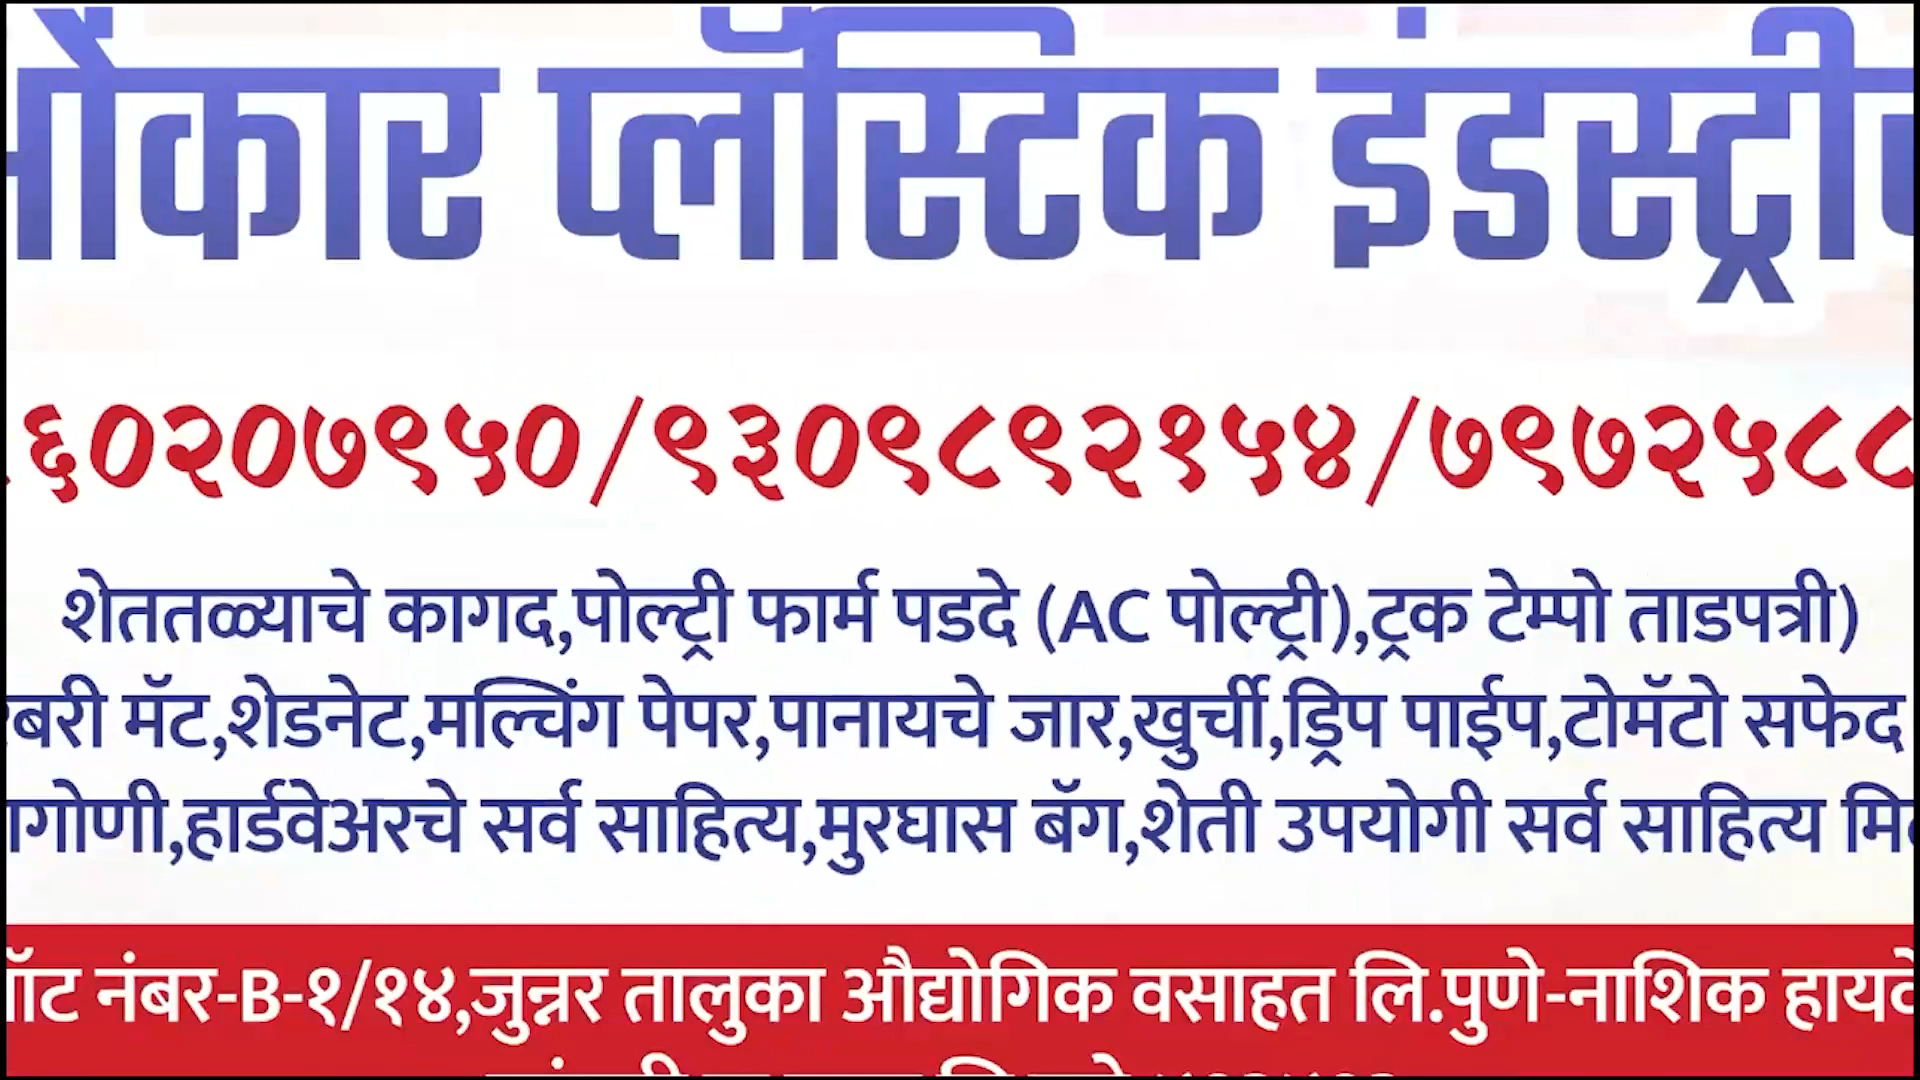 ओंकार प्लॅस्टिक इंडस्ट्रीज
६०२०७९५०/९३०९८९२१५४/७९७२५८८
शेततळ्याचे कागद,पोल्ट्री फार्म पडदे (AC पोल्ट्री),ट्रक टेम्पो ताडपत्री)
मॅट,शेडनेट,मल्चिंग पेपर,पानायचे जार,खुर्ची,ड्रिप पाईप,टोमॅटो सफेद
गोणी,हार्डवेअरचे सर्व साहित्य,मुरघास बॅग,शेती उपयोगी सर्व साहित्य
नंबर-B-१/१४,जुन्नर तालुका औद्योगिक वसाहत लि.पुणे-नाशिक हायवे